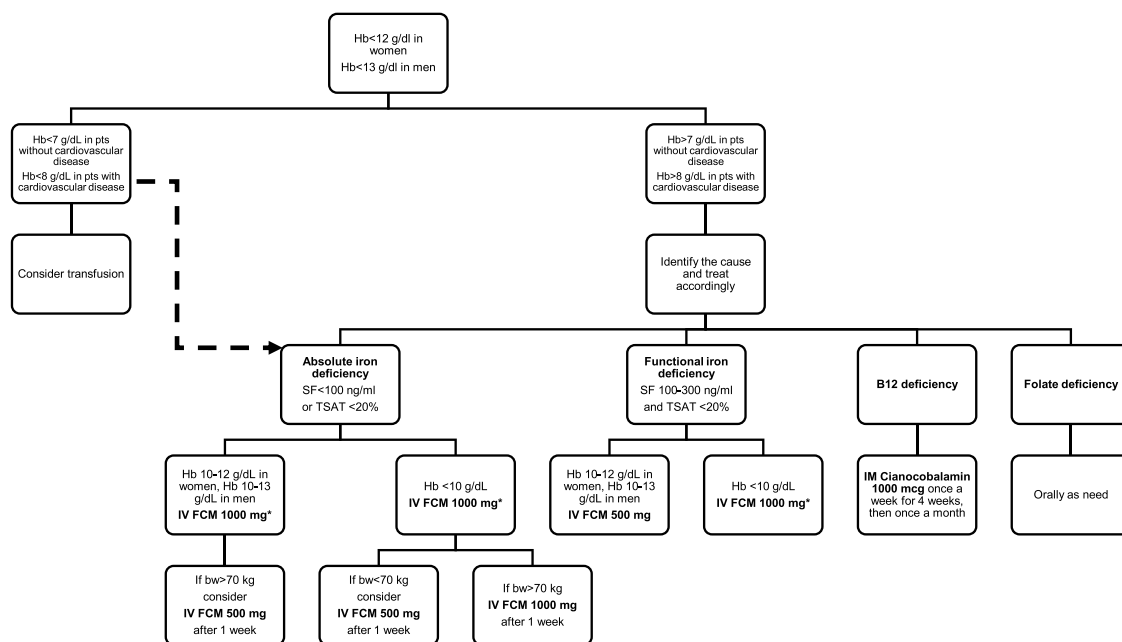 Hb<12 g/dl in
women
Hb<13 g/dl in men
Hb<7 g/dL in pts
without cardiovascular
disease
Hb<8 g/dL in pts with
cardiovascular disease
Hb>7 g/dL in pts
without cardiovascular
disease
Hb>8 g/dL in pts with
cardiovascular disease
Consider transfusion
Identify the cause
and treat
accordingly
Absolute iron
deficiency
SF<100 ng/ml
or TSAT <20%
Functional iron
deficiency
SF 100-300 ng/ml
and TSAT <20%
B12 deficiency
Folate deficiency
Hb 10-12 g/dL in
women, Hb 10-13
g/dL in men
IV FCM 1000 mg*
Hb <10 g/dL
IV FCM 1000 mg*
Hb 10-12 g/dL in
women, Hb 10-13
g/dL in men
IV FCM 500 mg
Hb <10 g/dL
IV FCM 1000 mg*
IM Cianocobalamin
1000 mcg once a
week for 4 weeks,
then once a month
Orally as need
If bw>70 kg
consider
IV FCM 500 mg
after 1 week
If bw<70 kg
consider
IV FCM 500 mg
after 1 week
If bw>70 kg
IV FCM 1000 mg
after 1 week